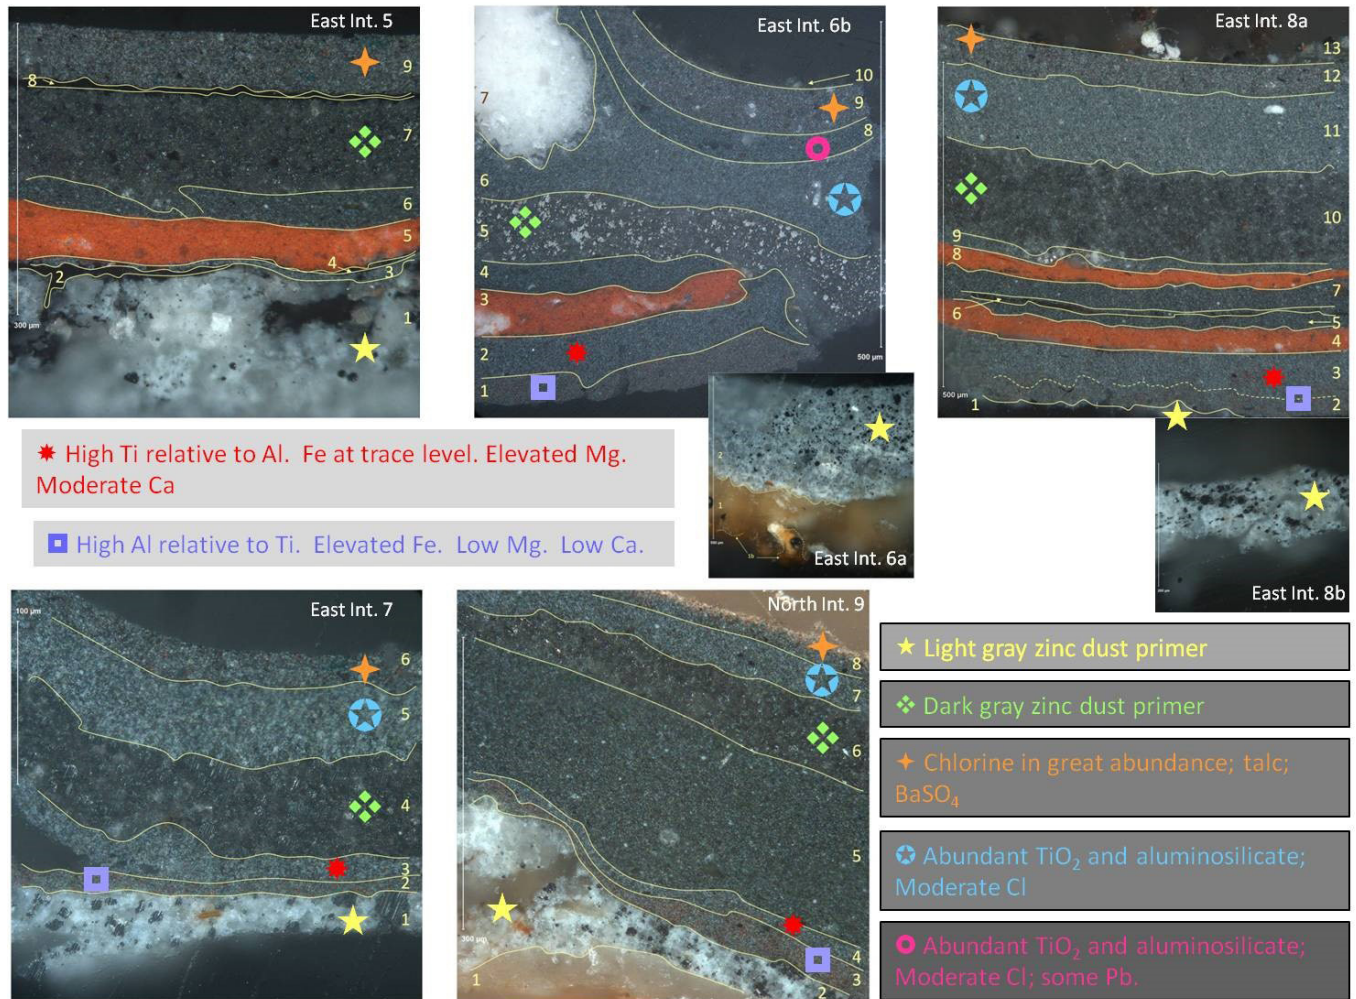 East Int. 5
9
8
7
6
5
4
3
2
1
300 µm
East Int. 6b
10
9
8
7
6
5
4
3
2
1
500 µm
East Int. 8a
13
12
11
10
9
8
7
6
5
4
3
2
1
500 µm
High Ti relative to Al. Fe at trace level. Elevated Mg.
Moderate Ca
High Al relative to Ti. Elevated Fe. Low Mg. Low Ca.
2
1
East Int. 6a
East Int. 8b
East Int. 7
100 µm
6
5
4
3
2
1
North Int. 9
8
7
6
5
4
3
2
1
300 µm
Light gray zinc dust primer
Dark gray zinc dust primer
Chlorine in great abundance; talc;
BaSO₄
Abundant TiO₂ and aluminosilicate;
Moderate Cl
Abundant TiO₂ and aluminosilicate;
Moderate Cl; some Pb.